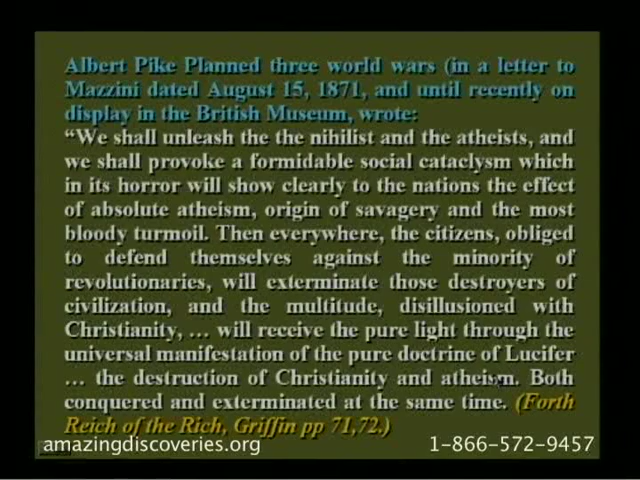 Albert Pike Planned three world wars (in a letter to
Mazzini dated August 15, 1871, and until recently on
display in the British Museum, wrote:
“We shall unleash the the nihilist and the atheists, and
we shall provoke a formidable social cataclysm which
in its horror will show clearly to the nations the effect
of absolute atheism, origin of savagery and the most
bloody turmoil. Then everywhere, the citizens, obliged
to defend themselves against the minority of
revolutionaries, will exterminate those destroyers of
civilization, and the multitude, disillusioned with
Christianity, … will receive the pure light through the
universal manifestation of the pure doctrine of Lucifer
… the destruction of Christianity and atheism. Both
conquered and exterminated at the same time. (Forth
Reich of the Rich, Griffin pp 71,72.)
amazingdiscoveries.org 1-866-572-9457